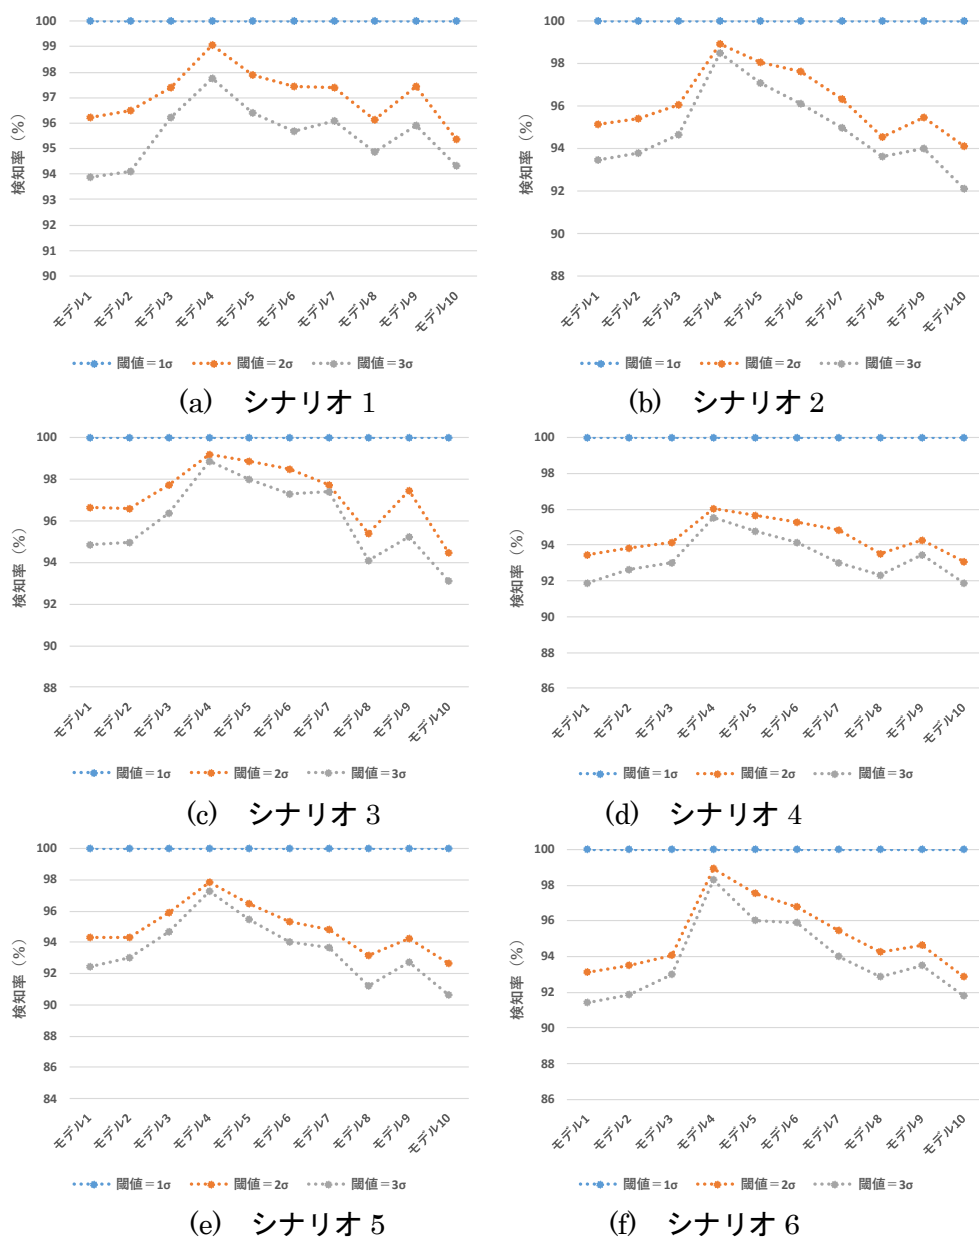 100
99
98
97
96
95
94
93
92
91
90
検知率（%）
モデル1
モデル2
モデル3
モデル4
モデル5
モデル6
モデル7
モデル8
モデル9
モデル10
閾値＝1σ 閾値＝2σ 閾値＝3σ
(a) シナリオ 1
100
98
96
94
92
90
88
検知率（%）
モデル1
モデル2
モデル3
モデル4
モデル5
モデル6
モデル7
モデル8
モデル9
モデル10
閾値＝1σ 閾値＝2σ 閾値＝3σ
(b) シナリオ 2
100
98
96
94
92
90
88
検知率（%）
モデル1
モデル2
モデル3
モデル4
モデル5
モデル6
モデル7
モデル8
モデル9
モデル10
閾値＝1σ 閾値＝2σ 閾値＝3σ
(c) シナリオ 3
100
98
96
94
92
90
88
86
検知率（%）
モデル1
モデル2
モデル3
モデル4
モデル5
モデル6
モデル7
モデル8
モデル9
モデル10
閾値＝1σ 閾値＝2σ 閾値＝3σ
(d) シナリオ 4
100
98
96
94
92
90
88
86
84
検知率（%）
モデル1
モデル2
モデル3
モデル4
モデル5
モデル6
モデル7
モデル8
モデル9
モデル10
閾値＝1σ 閾値＝2σ 閾値＝3σ
(e) シナリオ 5
100
98
96
94
92
90
88
86
検知率（%）
モデル1
モデル2
モデル3
モデル4
モデル5
モデル6
モデル7
モデル8
モデル9
モデル10
閾値＝1σ 閾値＝2σ 閾値＝3σ
(f) シナリオ 6